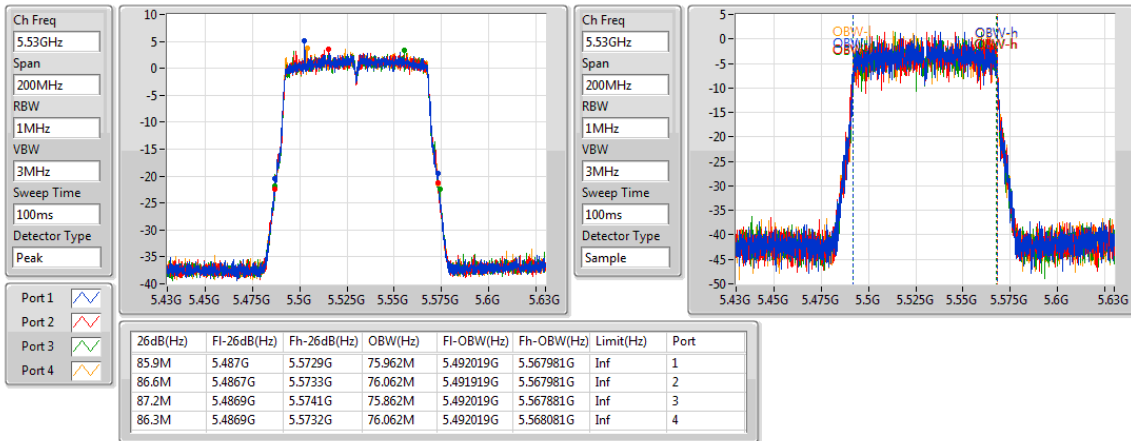 Ch Freq
5.53GHz
Span
200MHz
RBW
1MHz
VBW
3MHz
Sweep Time
100ms
Detector Type
Peak
Port 1
Port 2
Port 3
Port 4
10
5
0
-5
-10
-15
-20
-25
-30
-35
-40
5.43G 5.45G 5.475G 5.5G 5.525G 5.55G 5.575G 5.6G 5.63G
Ch Freq
5.53GHz
Span
200MHz
RBW
1MHz
VBW
3MHz
Sweep Time
100ms
Detector Type
Sample
5
0
-5
-10
-15
-20
-25
-30
-35
-40
-45
-50
OBW-l
OBW-h
OBW-h
5.43G 5.45G 5.475G 5.5G 5.525G 5.55G 5.575G 5.6G 5.63G
26dB(Hz) Fl-26dB(Hz) Fh-26dB(Hz) OBW(Hz) Fl-OBW(Hz) Fh-OBW(Hz) Limit(Hz) Port
85.9M 5.487G 5.5729G 75.962M 5.492019G 5.567981G Inf 1
86.6M 5.4867G 5.5733G 76.062M 5.491919G 5.567981G Inf 2
87.2M 5.4869G 5.5741G 75.862M 5.492019G 5.567881G Inf 3
86.3M 5.4869G 5.5732G 76.062M 5.492019G 5.568081G Inf 4